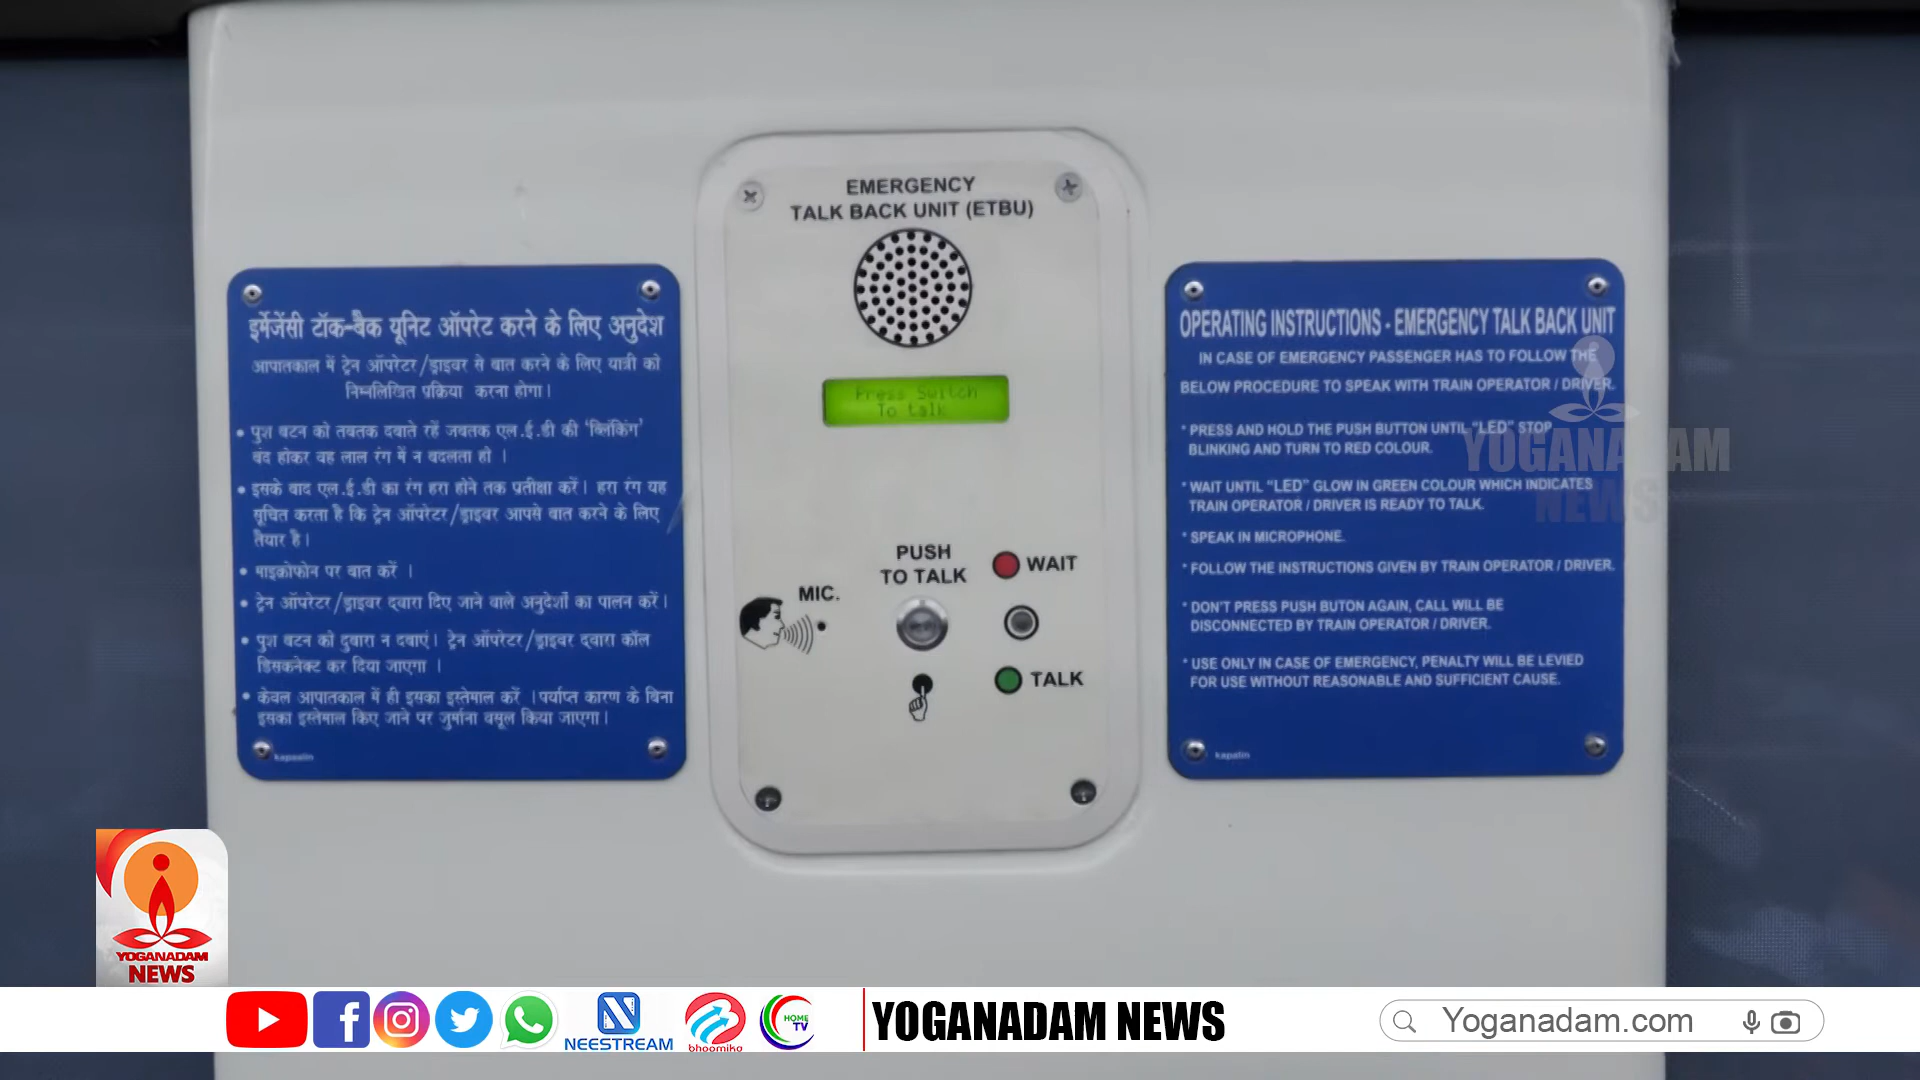 EMERGENCY
TALK BACK UNIT (ETBU)
Press Switch
To talk
PUSH
TO TALK
WAIT
MIC.
TALK
इर्मेजेंसी टॉक-बैक यूनिट ऑपरेट करने के लिए अनुदेश
आपातकाल में ट्रेन ऑपरेटर/ड्राइवर से बात करने के लिए यात्री को
निम्नलिखित प्रक्रिया करना होगा।
• पुश बटन को तबतक दबाते रहें जबतक एल.ई.डी की 'ब्लिंकिंग'
बंद होकर वह लाल रंग में न बदलता हो ।
• इसके बाद एल.ई.डी का रंग हरा होने तक प्रतीक्षा करें। हरा रंग यह
सूचित करता है कि ट्रेन ऑपरेटर/ड्राइवर आपसे बात करने के लिए
तैयार है।
• माइक्रोफोन पर बात करें ।
• ट्रेन ऑपरेटर/ड्राइवर द्वारा दिए जाने वाले अनुदेशों का पालन करें।
• पुश बटन को दुबारा न दबाएं। ट्रेन ऑपरेटर/ड्राइवर द्वारा कॉल
डिसकनेक्ट कर दिया जाएगा ।
• केवल आपातकाल में ही इसका इस्तेमाल करें ।पर्याप्त कारण के बिना
इसका इस्तेमाल किए जाने पर जुर्माना वसूल किया जाएगा।
OPERATING INSTRUCTIONS - EMERGENCY TALK BACK UNIT
IN CASE OF EMERGENCY PASSENGER HAS TO FOLLOW THE
BELOW PROCEDURE TO SPEAK WITH TRAIN OPERATOR / DRIVER.
* PRESS AND HOLD THE PUSH BUTTON UNTIL “LED” STOP
BLINKING AND TURN TO RED COLOUR.
* WAIT UNTIL “LED” GLOW IN GREEN COLOUR WHICH INDICATES
TRAIN OPERATOR / DRIVER IS READY TO TALK.
* SPEAK IN MICROPHONE.
* FOLLOW THE INSTRUCTIONS GIVEN BY TRAIN OPERATOR / DRIVER.
* DON'T PRESS PUSH BUTON AGAIN, CALL WILL BE
DISCONNECTED BY TRAIN OPERATOR / DRIVER.
* USE ONLY IN CASE OF EMERGENCY, PENALTY WILL BE LEVIED
FOR USE WITHOUT REASONABLE AND SUFFICIENT CAUSE.
YOGANADAM
NEWS
YOGANADAM
NEWS
NEESTREAM
bhoomika
HOME
TV
YOGANADAM NEWS
Yoganadam.com